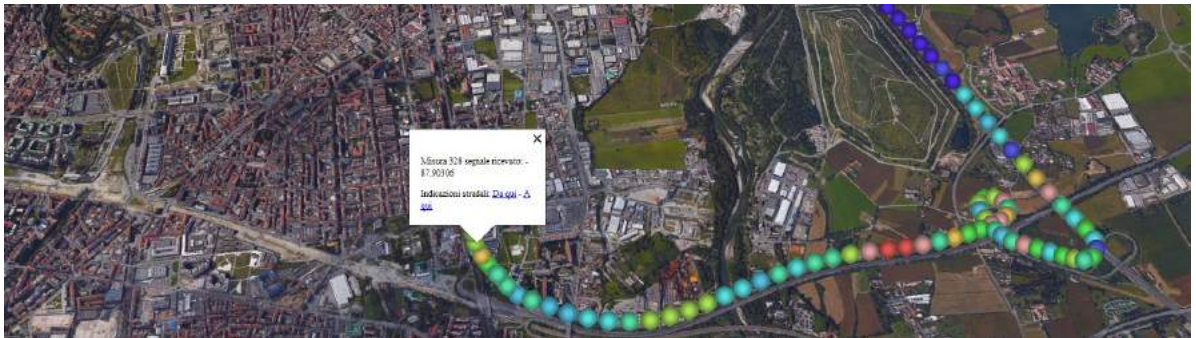 Misura 328 segnale ricevuto: -
87.90306
Indicazioni stradali: Da qui - A
qui